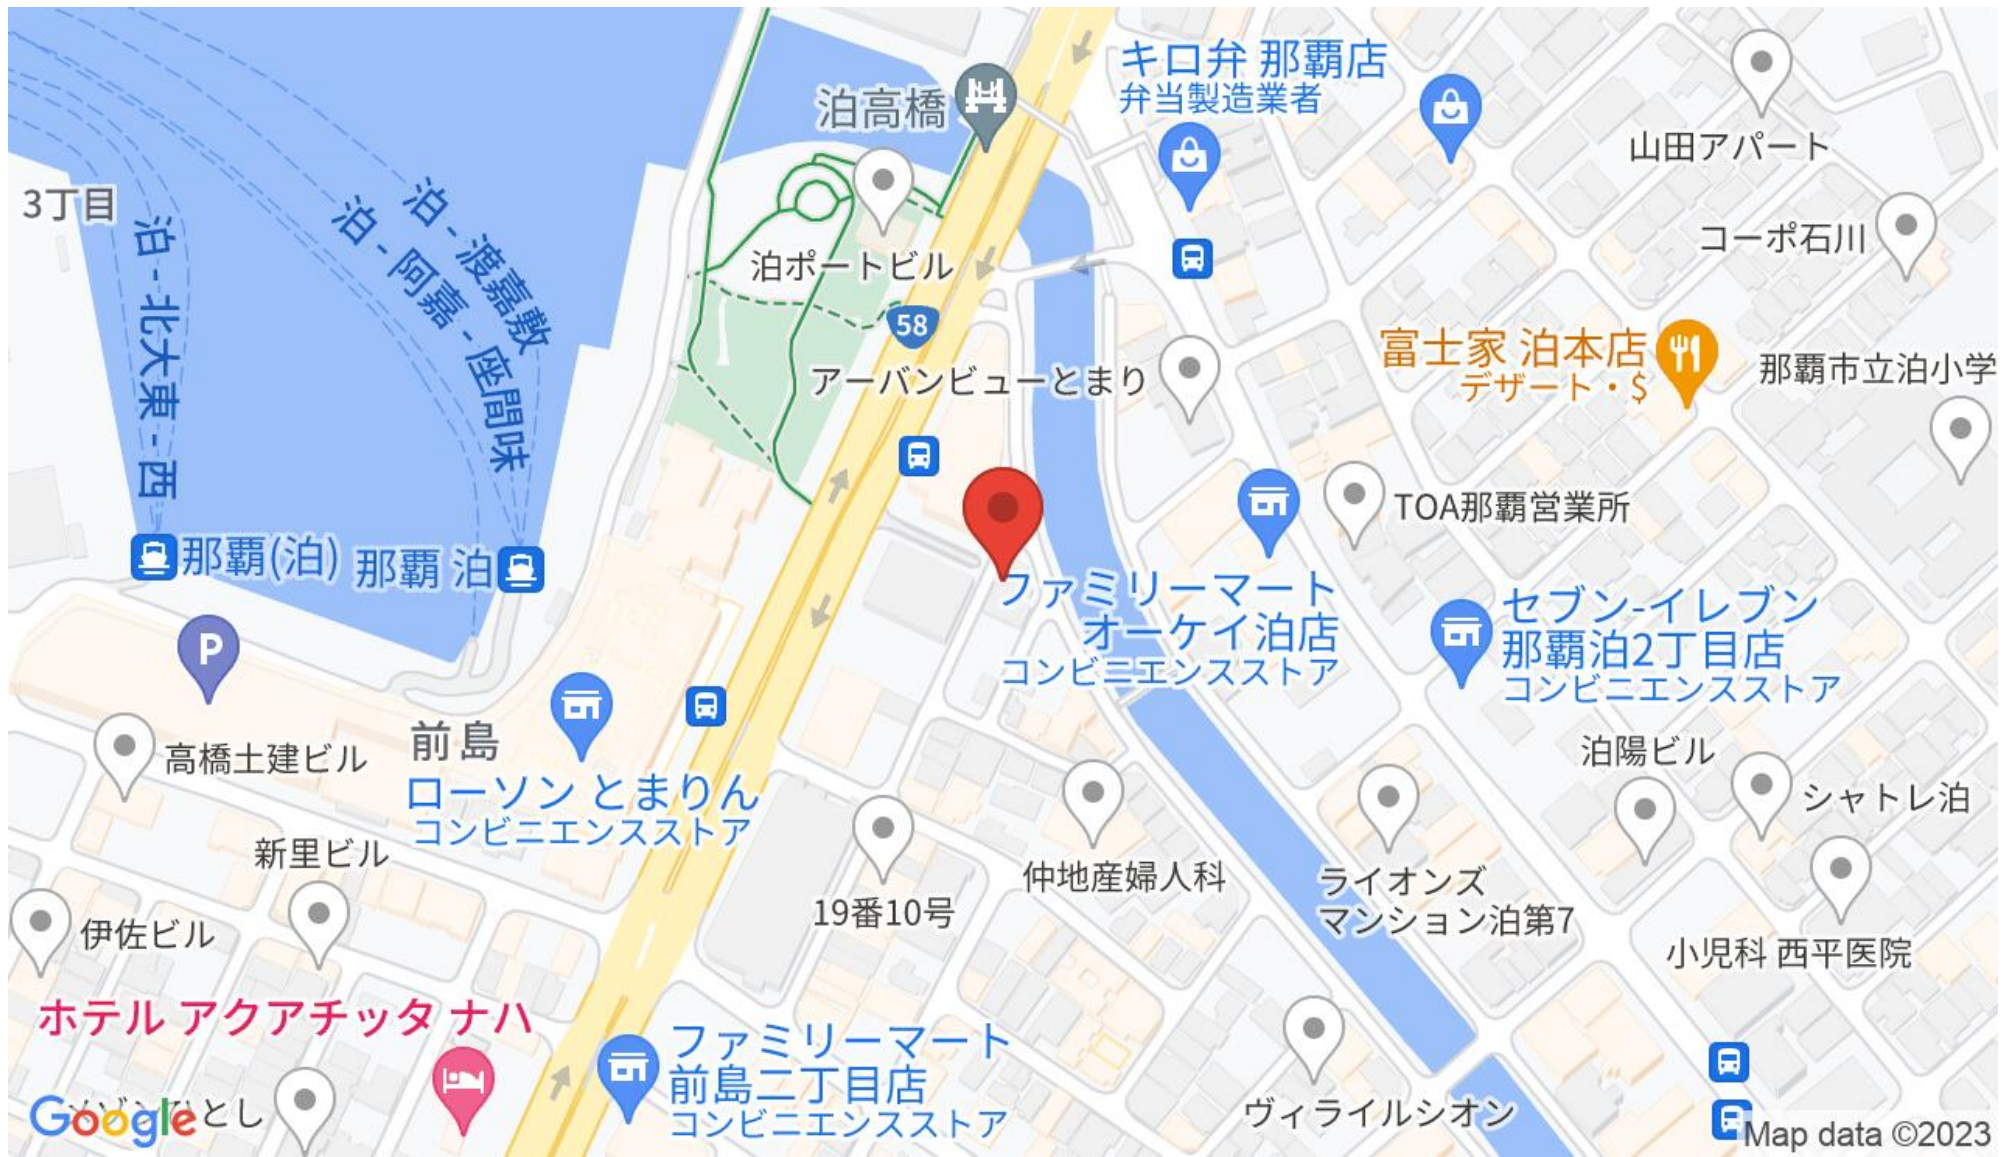 キロ弁 那覇店
弁当製造業者
泊高橋
山田アパート
3丁目
泊 - 渡嘉敷
泊 - 阿嘉 - 座間味
泊 - 北大東 - 西
コーポ石川
泊ポートビル
58
アーバンビューとまり
富士家 泊本店
デザート・$
那覇市立泊小学
TOA那覇営業所
那覇(泊)
那覇 泊
ファミリーマート
オーケイ泊店
コンビニエンスストア
セブン-イレブン
那覇泊2丁目店
コンビニエンスストア
P
前島
高橋土建ビル
ローソン とまりん
コンビニエンスストア
泊陽ビル
シャトレ泊
新里ビル
仲地産婦人科
ライオンズ
マンション泊第7
19番10号
伊佐ビル
小児科 西平医院
ホテル アクアチッタ ナハ
ファミリーマート
前島二丁目店
コンビニエンスストア
ヴィライルシオン
Google
とし
Map data ©2023